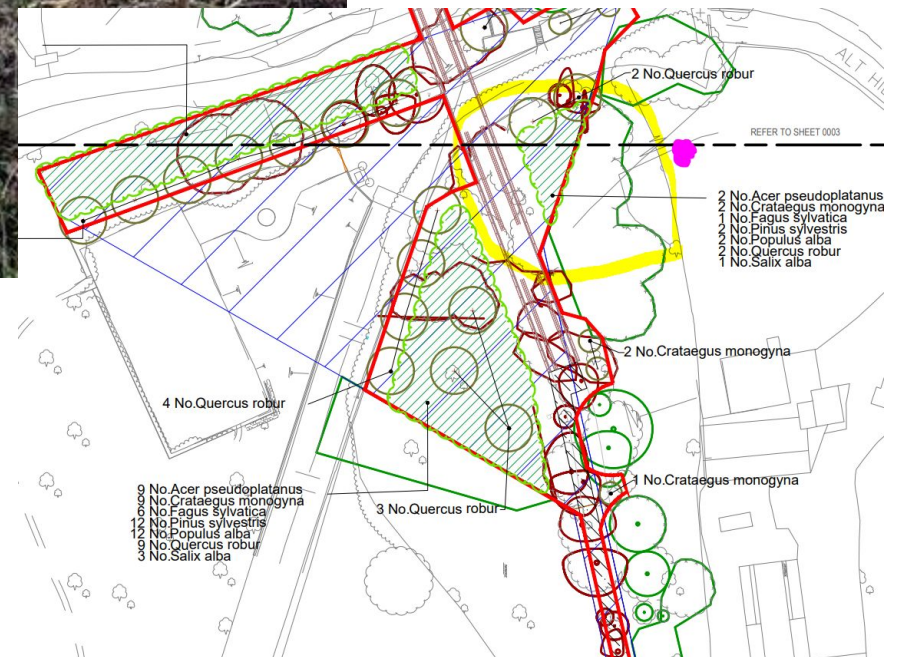 2 No.Quercus robur
ALT HIL
REFER TO SHEET 0003
2 No.Acer pseudoplatanus
2 No.Crataegus monogyna
1 No.Fagus sylvatica
2 No.Pinus sylvestris
2 No.Populus alba
2 No.Quercus robur
1 No.Salix alba
2 No.Crataegus monogyna
4 No.Quercus robur
1 No.Crataegus monogyna
9 No.Acer pseudoplatanus
9 No.Crataegus monogyna
6 No.Fagus sylvatica
12 No.Pinus sylvestris
12 No.Populus alba
9 No.Quercus robur
3 No.Salix alba
3 No.Quercus robur